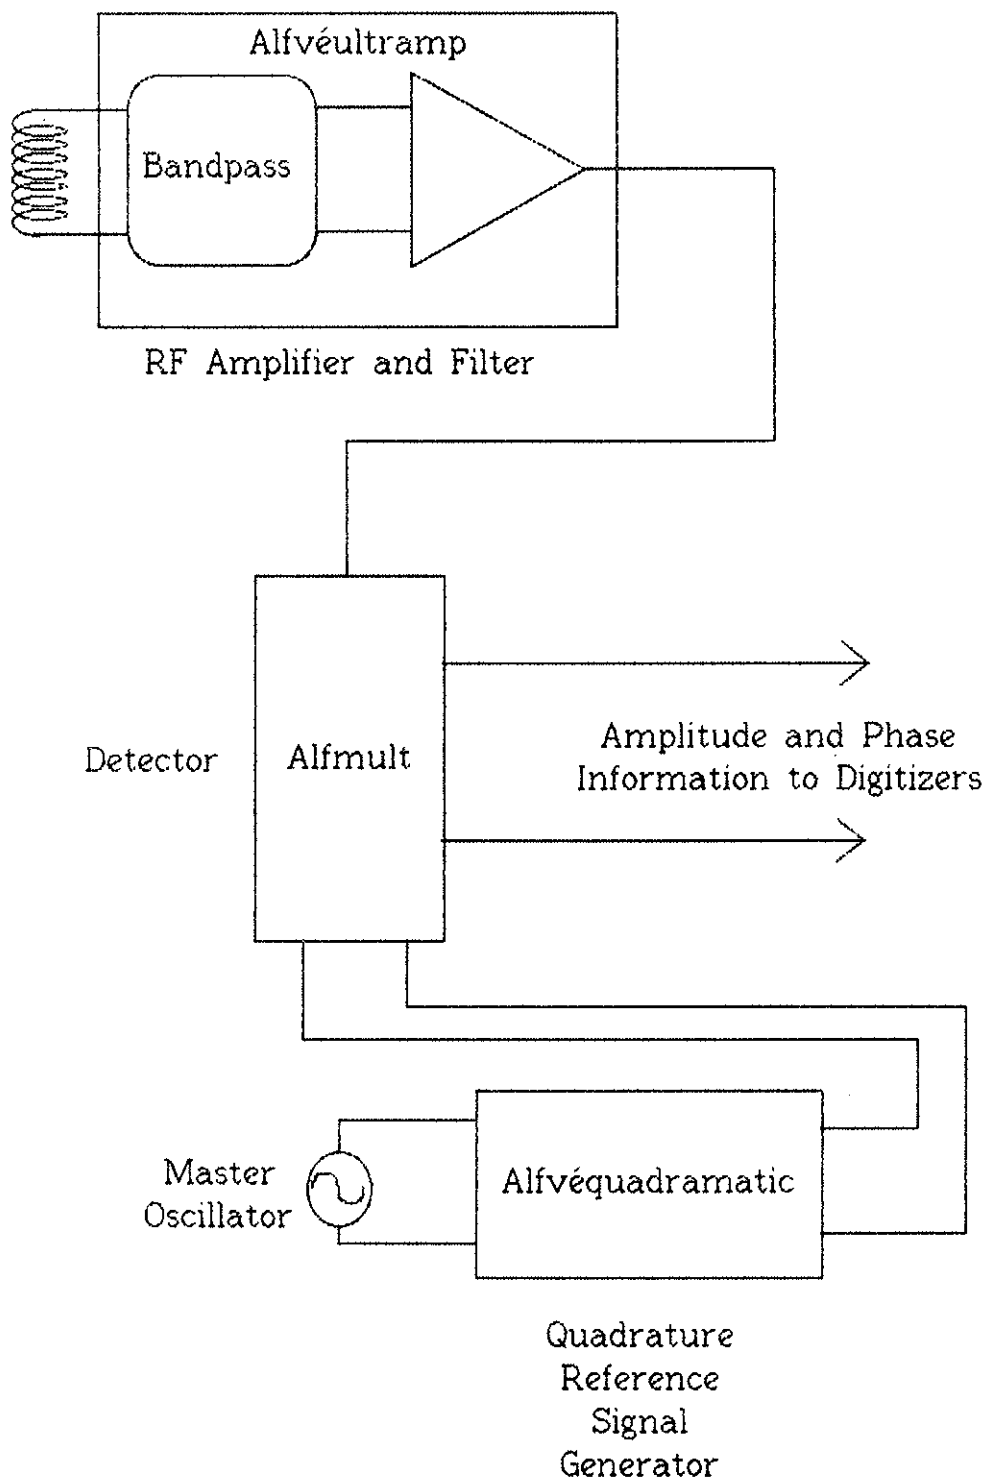 Alfvéultramp
Bandpass
RF Amplifier and Filter
Detector
Alfmult
Amplitude and Phase
Information to Digitizers
Master
Oscillator
Alfvéquadramatic
Quadrature
Reference
Signal
Generator